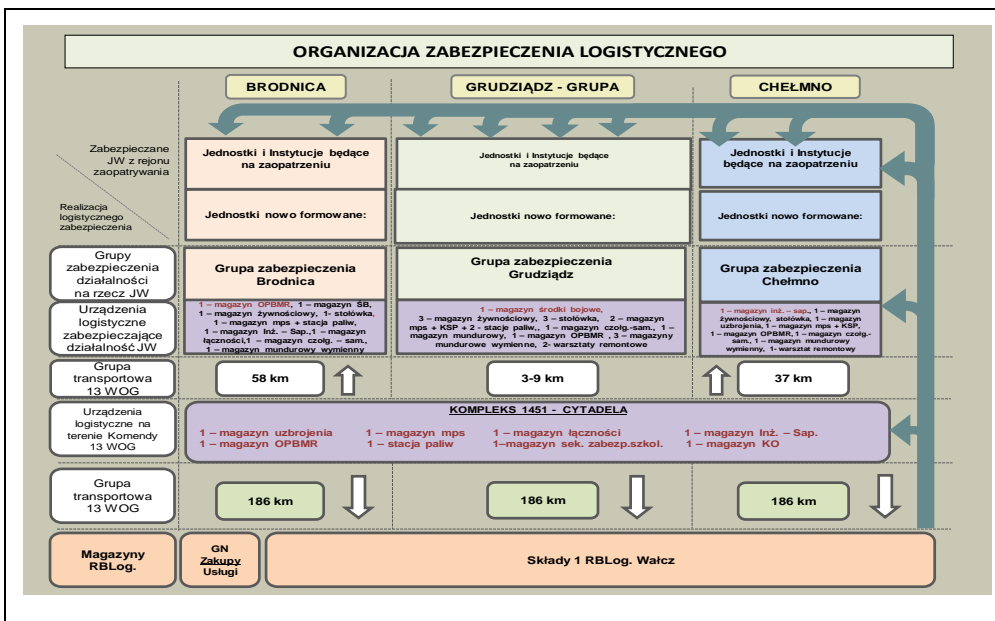 ORGANIZACJA ZABEZPIECZENIA LOGISTYCZNEGO
BRODNICA
GRUDZIĄDZ - GRUPA
CHEŁMNO
Zabezpieczane
JW z rejonu
zaopatrywania
Realizacja
logistycznego
zabezpieczenia
Jednostki i Instytucje będące
na zaopatrzeniu
Jednostki i Instytucje będące
na zaopatrzeniu
Jednostki i Instytucje
będące na zaopatrzeniu
Jednostki nowo formowane:
Jednostki nowo formowane:
Jednostki nowo formowane:
Grupy
zabezpieczenia
działalności
na rzecz JW
Grupa zabezpieczenia
Brodnica
Grupa zabezpieczenia
Grudziądz
Grupa zabezpieczenia
Chełmno
Urządzenia
logistyczne
zabezpieczające
działalność JW
1 – magazyn OPBMR, 1 – magazyn ŚB,
1 – magazyn żywnościowy, 1- stołówka,
1 – magazyn mps + stacja paliw,
1 – magazyn Inż. – Sap.,1 – magazyn
łączności,1 – magazyn czołg. – sam.,
1 – magazyn mundurowy wymienny
1 – magazyn środki bojowe,
3 – magazyn żywnościowy, 3 – stołówka, 2 –
magazyn mps + KSP + 2 - stacje paliw,, 1 – magazyn czołg.-sam., 1 –
magazyn mundurowy, 1 – magazyn OPBMR , 3 – magazyny
mundurowe wymienne, 2- warsztaty remontowe
1 – magazyn inż. – sap., 1 – magazyn
żywnościowy, stołówka, 1 – magazyn
uzbrojenia, 1 – magazyn mps + KSP,
1 – magazyn OPBMR, 1 – magazyn czołg.-
sam., 1 – magazyn mundurowy
wymienny, 1- warsztat remontowy
Grupa
transportowa
13 WOG
58 km
3-9 km
37 km
Urządzenia
logistyczne na
terenie Komendy
13 WOG
KOMPLEKS 1451 - CYTADELA
1 – magazyn uzbrojenia 1 – magazyn mps 1 – magazyn łączności 1 – magazyn Inż. – Sap.
1 – magazyn OPBMR 1 – stacja paliw 1–magazyn sek. zabezp.szkol. 1 – magazyn KO
Grupa
transportowa
13 WOG
186 km
186 km
186 km
Magazyny
RBLog.
GN
Zakupy
Usługi
Składy 1 RBLog. Wałcz